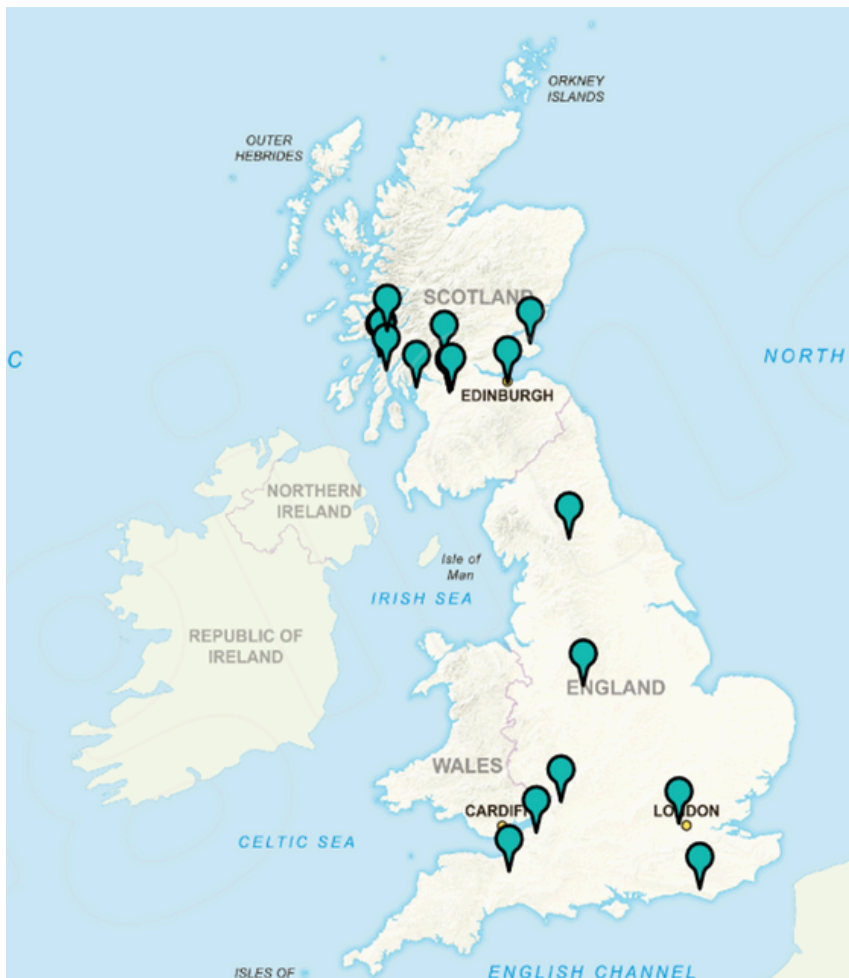 ORKNEY
ISLANDS
OUTER
HEBRIDES
SCOTLAND
C
NORTH
EDINBURGH
NORTHERN
IRELAND
Isle of
Man
IRISH SEA
REPUBLIC OF
IRELAND
ENGLAND
WALES
CARDIFF
LONDON
CELTIC SEA
ISLES OF
ENGLISH CHANNEL